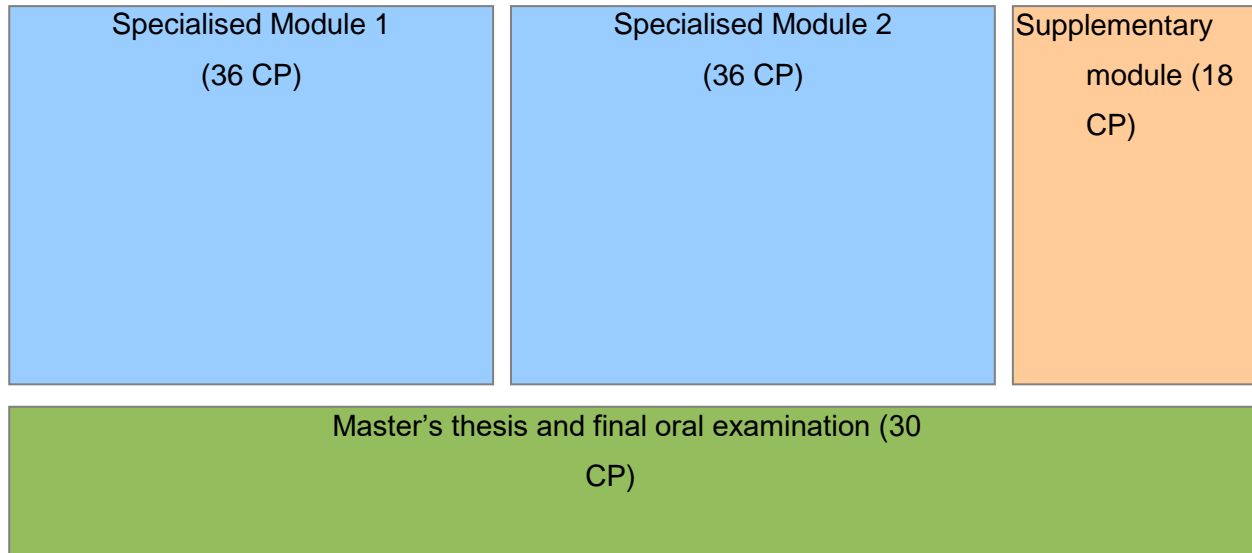 Specialised Module 1
(36 CP)
Specialised Module 2
(36 CP)
Supplementary
module (18
CP)
Master’s thesis and final oral examination (30
CP)